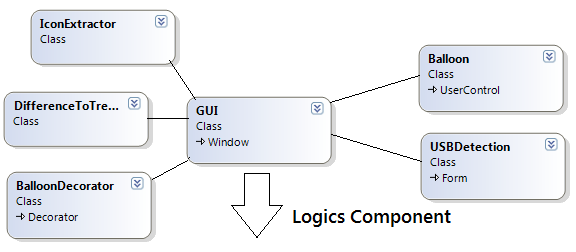 IconExtractor
Class
DifferenceToTre...
Class
BalloonDecorator
Class
Decorator
GUI
Class
Window
Balloon
Class
UserControl
USBDetection
Class
Form
Logics Component